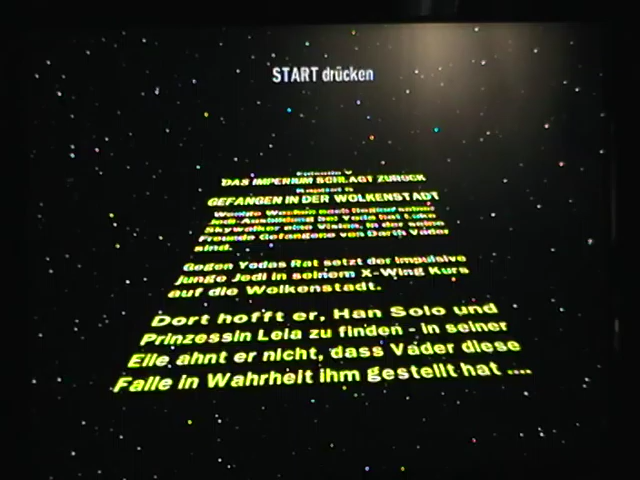 START drücken
Episode V
DAS IMPERIUM SCHLAGT ZURÜCK
GEFANGEN IN DER WOLKENSTADT
Wenige Wochen nach Beginn seiner
Jedi-Ausbildung bei Yoda hat Luke
Skywalker eine Vision, in der seine
Freunde Gefangene von Darth Vader
sind.
Gegen Yodas Rat setzt der impulsive
junge Jedi in seinem X-Wing Kurs
auf die Wolkenstadt.
Dort hofft er, Han Solo und
Prinzessin Leia zu finden - in seiner
Eile ahnt er nicht, dass Vader diese
Falle in Wahrheit ihm gestellt hat ....